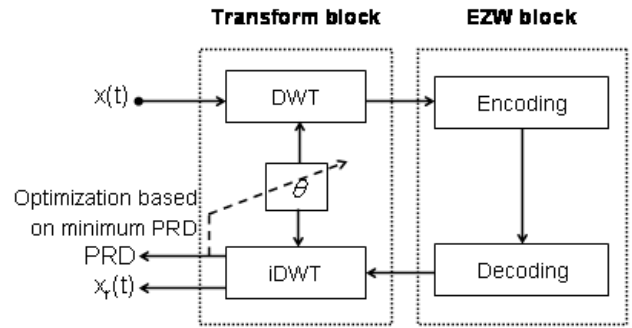 Transform block
EZW block
x(t)
DWT
Encoding
θ
Optimization based
on minimum PRD
PRD
iDWT
Decoding
xᵣ(t)